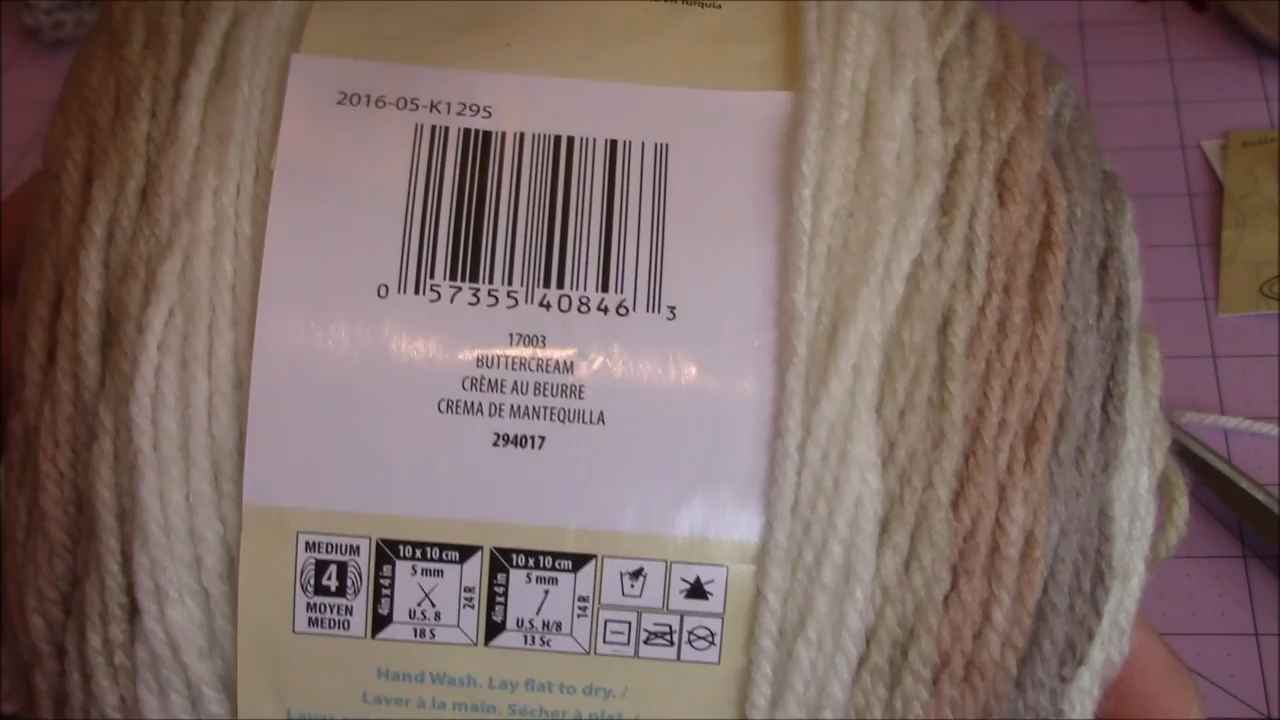 en Turquia
2016-05-K1295
0 57355 40846 3
17003
BUTTERCREAM
CRÈME AU BEURRE
CREMA DE MANTEQUILLA
294017
MEDIUM
4
MOYEN
MEDIO
10 x 10 cm
4in x 4 in
5 mm
24 R
U.S. 8
18 S
10 x 10 cm
4in x 4 in
5 mm
14 R
U.S. H/8
13 Sc
Hand Wash. Lay flat to dry. /
Laver à la main. Sécher à plat. /